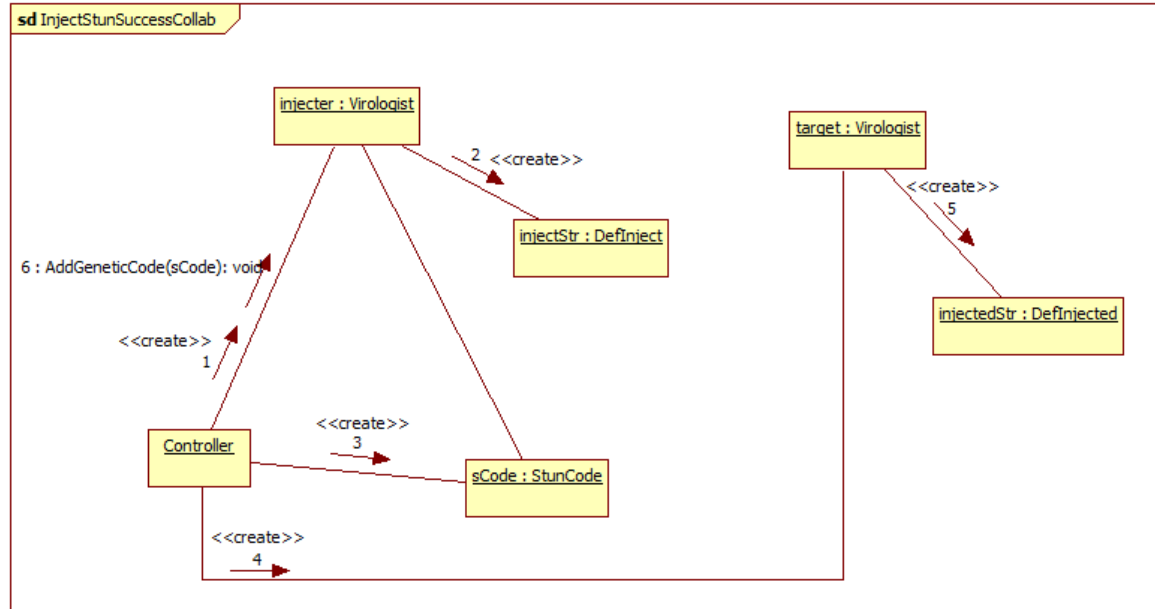 sd InjectStunSuccessCollab
injecter : Virologist
target : Virologist
2
<<create>>
<<create>>
5
injectStr : DefInject
6 : AddGeneticCode(sCode): void
injectedStr : DefInjected
<<create>>
1
<<create>>
3
Controller
sCode : StunCode
<<create>>
4